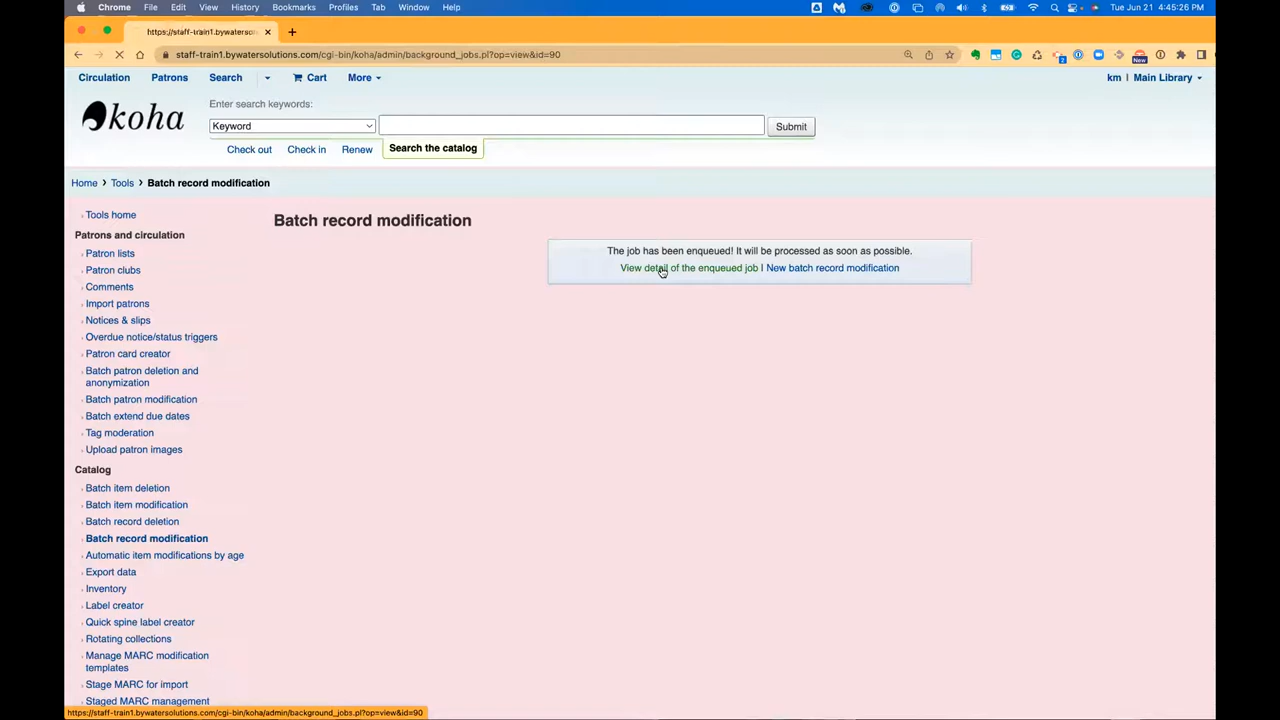 Chrome File Edit View History Bookmarks Profiles Tab Window Help Tue Jun 21 4:45:26 PM
https://staff-train1.bywatersol
staff-train1.bywatersolutions.com/cgi-bin/koha/admin/background_jobs.pl?op=view&id=90
New
Circulation Patrons Search Cart More km | Main Library
Enter search keywords:
koha
Keyword Submit
Check out Check in Renew Search the catalog
Home › Tools › Batch record modification
Tools home
Patrons and circulation
Patron lists
Patron clubs
Comments
Import patrons
Notices & slips
Overdue notice/status triggers
Patron card creator
Batch patron deletion and
anonymization
Batch patron modification
Batch extend due dates
Tag moderation
Upload patron images
Catalog
Batch item deletion
Batch item modification
Batch record deletion
Batch record modification
Automatic item modifications by age
Export data
Inventory
Label creator
Quick spine label creator
Rotating collections
Manage MARC modification
templates
Stage MARC for import
Staged MARC management
Batch record modification
The job has been enqueued! It will be processed as soon as possible.
View detail of the enqueued job | New batch record modification
https://staff-train1.bywatersolutions.com/cgi-bin/koha/admin/background_jobs.pl?op=view&id=90